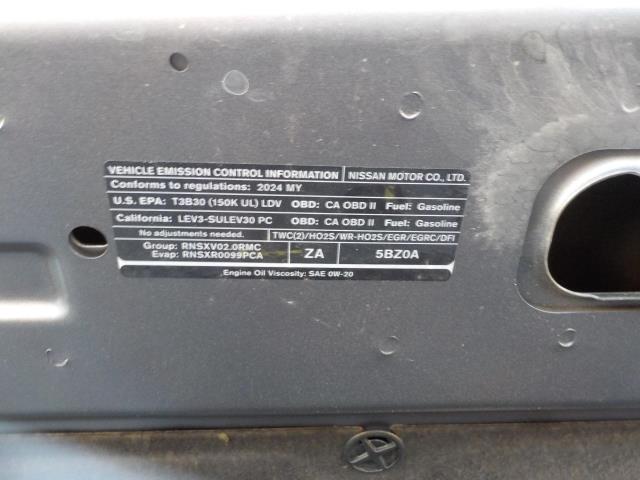 VEHICLE EMISSION CONTROL INFORMATION NISSAN MOTOR CO., LTD.
Conforms to regulations: 2024 MY
U.S. EPA: T3B30 (150K UL) LDV OBD: CA OBD II Fuel: Gasoline
California: LEV3-SULEV30 PC OBD: CA OBD II Fuel: Gasoline
No adjustments needed. TWC(2)/HO2S/WR-HO2S/EGR/EGRC/DFI
Group: RNSXV02.0RMC
Evap: RNSXR0099PCA ZA 5BZ0A
Engine Oil Viscosity: SAE 0W-20